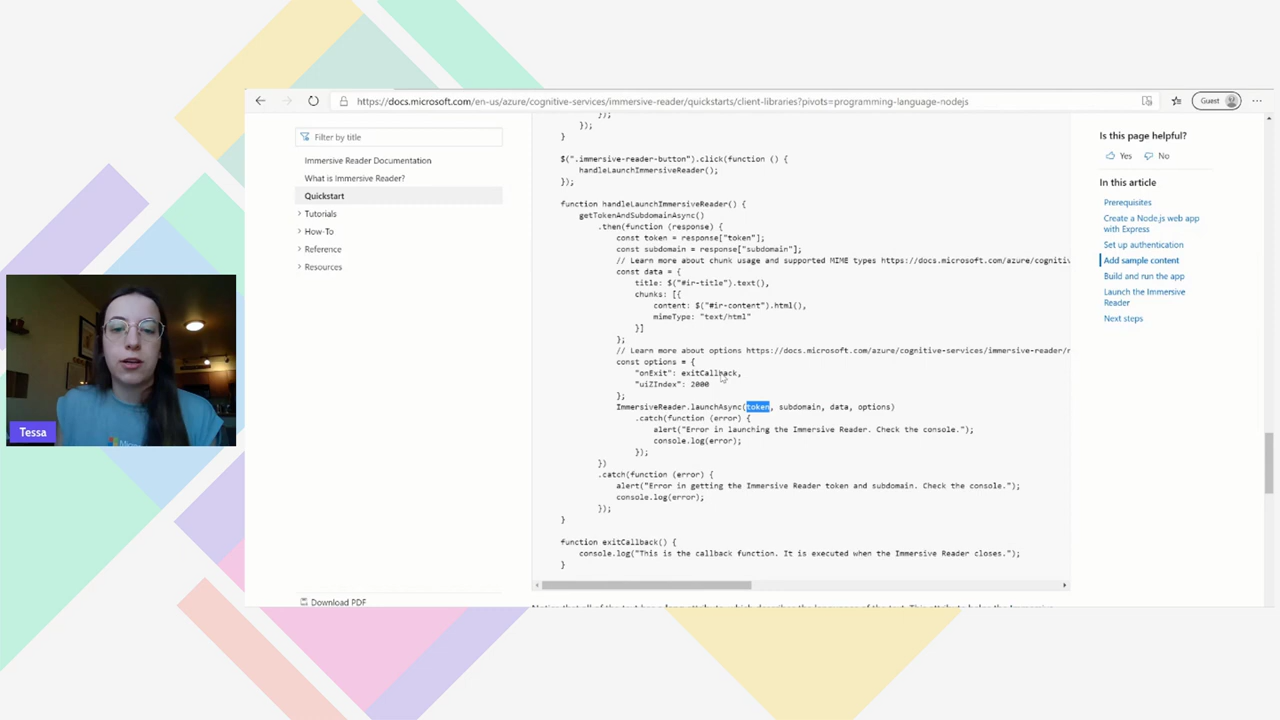 https://docs.microsoft.com/en-us/azure/cognitive-services/immersive-reader/quickstarts/client-libraries?pivots=programming-language-nodejs
Guest
Filter by title
Immersive Reader Documentation
What is Immersive Reader?
Quickstart
Tutorials
How-To
Reference
Resources
Download PDF
});
});
}
$(".immersive-reader-button").click(function () {
handleLaunchImmersiveReader();
});
function handleLaunchImmersiveReader() {
getTokenAndSubdomainAsync()
.then(function (response) {
const token = response["token"];
const subdomain = response["subdomain"];
// Learn more about chunk usage and supported MIME types https://docs.microsoft.com/azure/cogniti
const data = {
title: $("#ir-title").text(),
chunks: [{
content: $("#ir-content").html(),
mimeType: "text/html"
}]
};
// Learn more about options https://docs.microsoft.com/azure/cognitive-services/immersive-reader/r
const options = {
"onExit": exitCallback,
"uiZIndex": 2000
};
ImmersiveReader.launchAsync(token, subdomain, data, options)
.catch(function (error) {
alert("Error in launching the Immersive Reader. Check the console.");
console.log(error);
});
})
.catch(function (error) {
alert("Error in getting the Immersive Reader token and subdomain. Check the console.");
console.log(error);
});
}
function exitCallback() {
console.log("This is the callback function. It is executed when the Immersive Reader closes.");
}
Is this page helpful?
Yes No
In this article
Prerequisites
Create a Node.js web app
with Express
Set up authentication
Add sample content
Build and run the app
Launch the Immersive
Reader
Next steps
Tessa